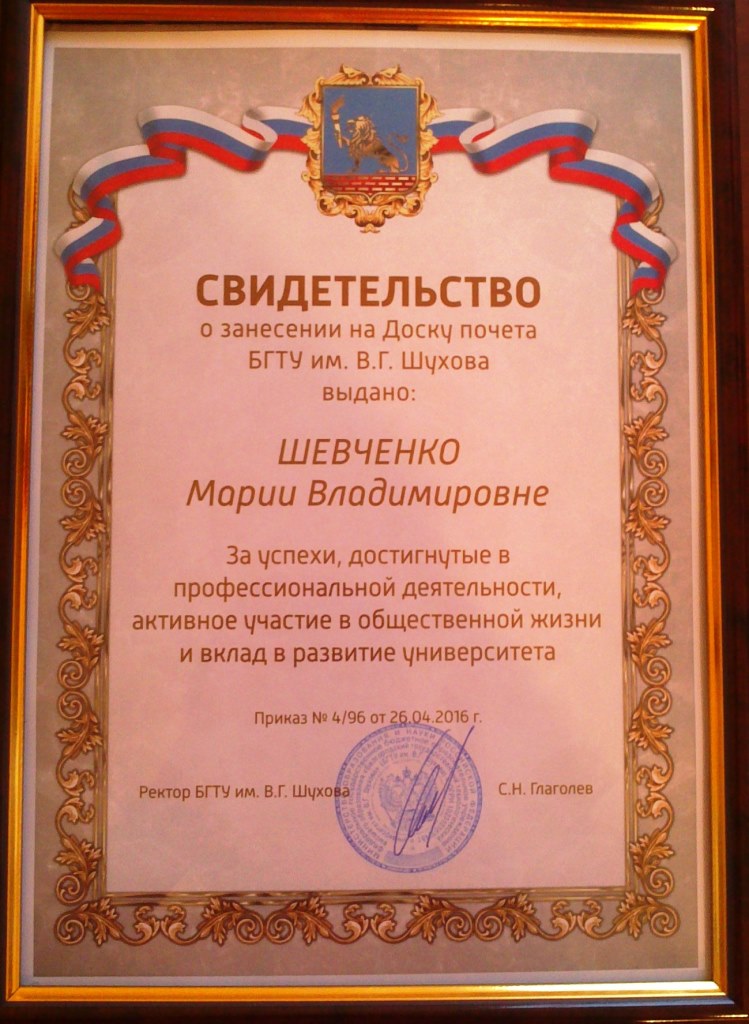 СВИДЕТЕЛЬСТВО
о занесении на Доску почета
БГТУ им. В.Г. Шухова
выдано:
ШЕВЧЕНКО
Марии Владимировне
За успехи, достигнутые в
профессиональной деятельности,
активное участие в общественной жизни
и вклад в развитие университета
Приказ № 4/96 от 26.04.2016 г.
Ректор БГТУ им. В.Г. Шухова
С.Н. Глаголев